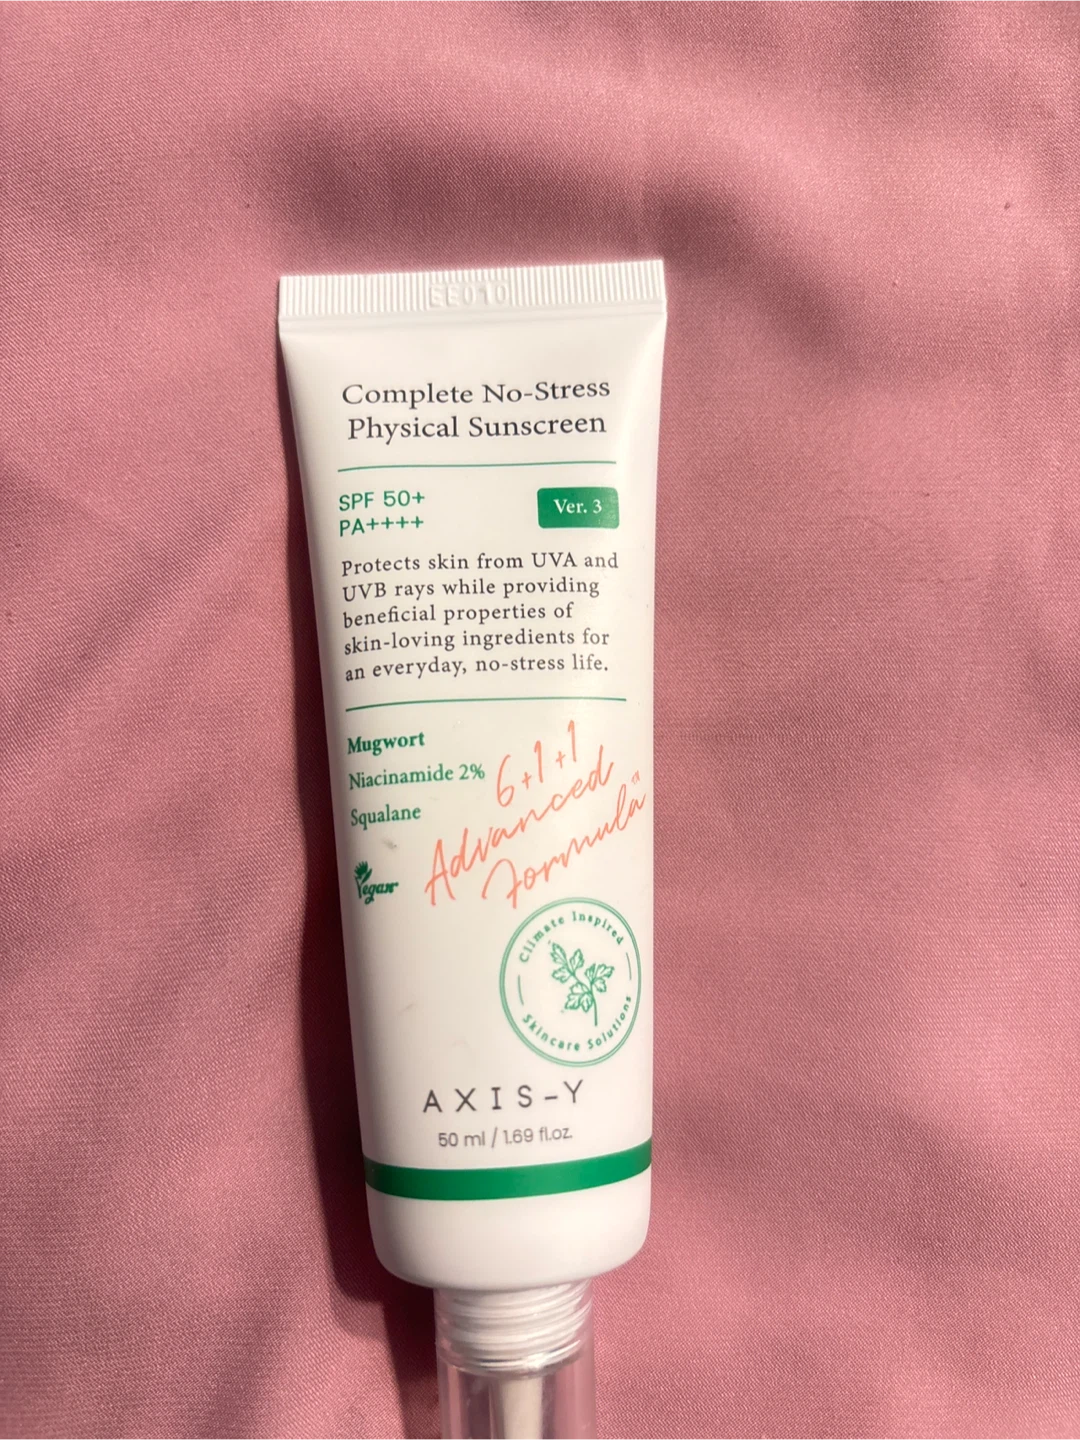 EE010
Complete No-Stress
Physical Sunscreen
SPF 50+
PA++++
Ver. 3
Protects skin from UVA and
UVB rays while providing
beneficial properties of
skin-loving ingredients for
an everyday, no-stress life.
Mugwort
Niacinamide 2%
Squalane
6+1+1
Advanced
Formula
Vegan
Climate Inspired
Skincare Solutions
AXIS-Y
50 ml / 1.69 fl.oz.